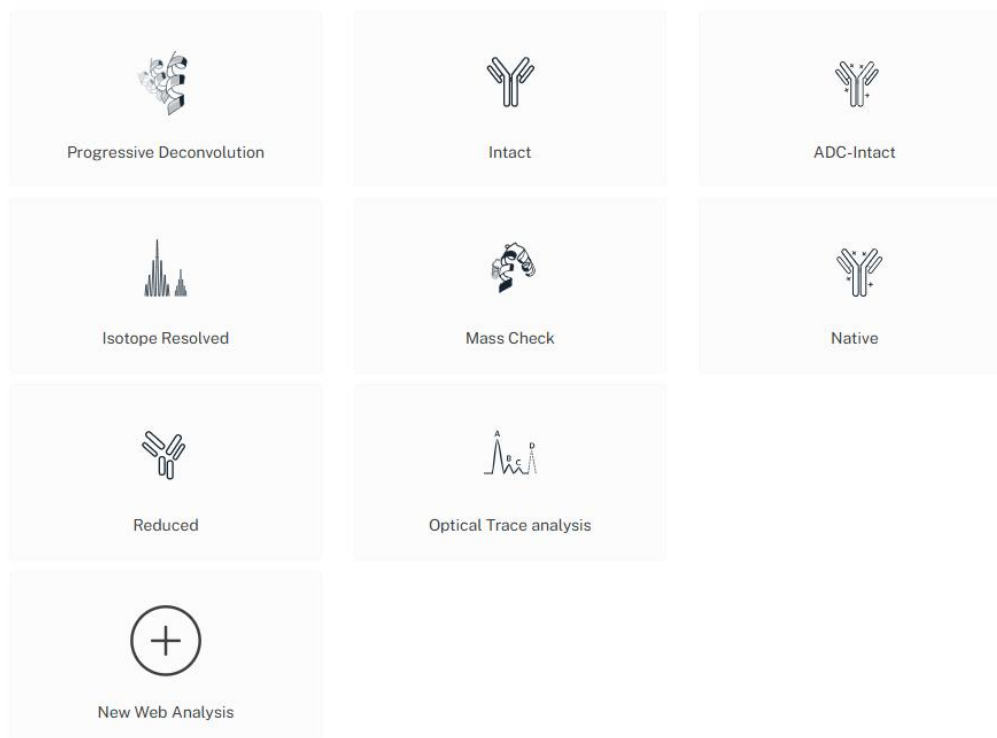 Progressive Deconvolution
Intact
ADC-Intact
Isotope Resolved
Mass Check
Native
Reduced
A
B
C
D
Optical Trace analysis
New Web Analysis